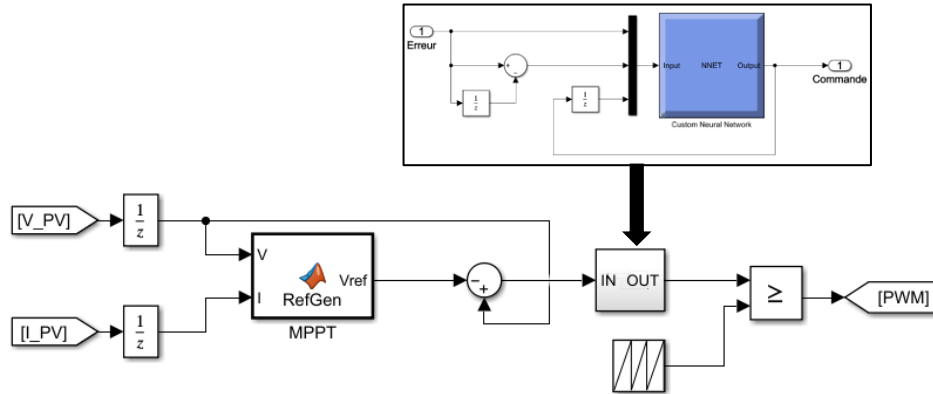 1
Erreur
+
-
1
z
1
z
Input NNET Output
Custom Neural Network
1
Commande
[V_PV]
1
z
V
I
Vref
RefGen
MPPT
[I_PV]
1
z
-
+
IN OUT
≥
[PWM]